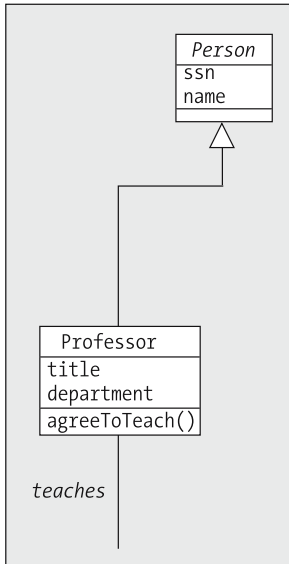 Person
ssn
name
Professor
title
department
agreeToTeach()
teaches